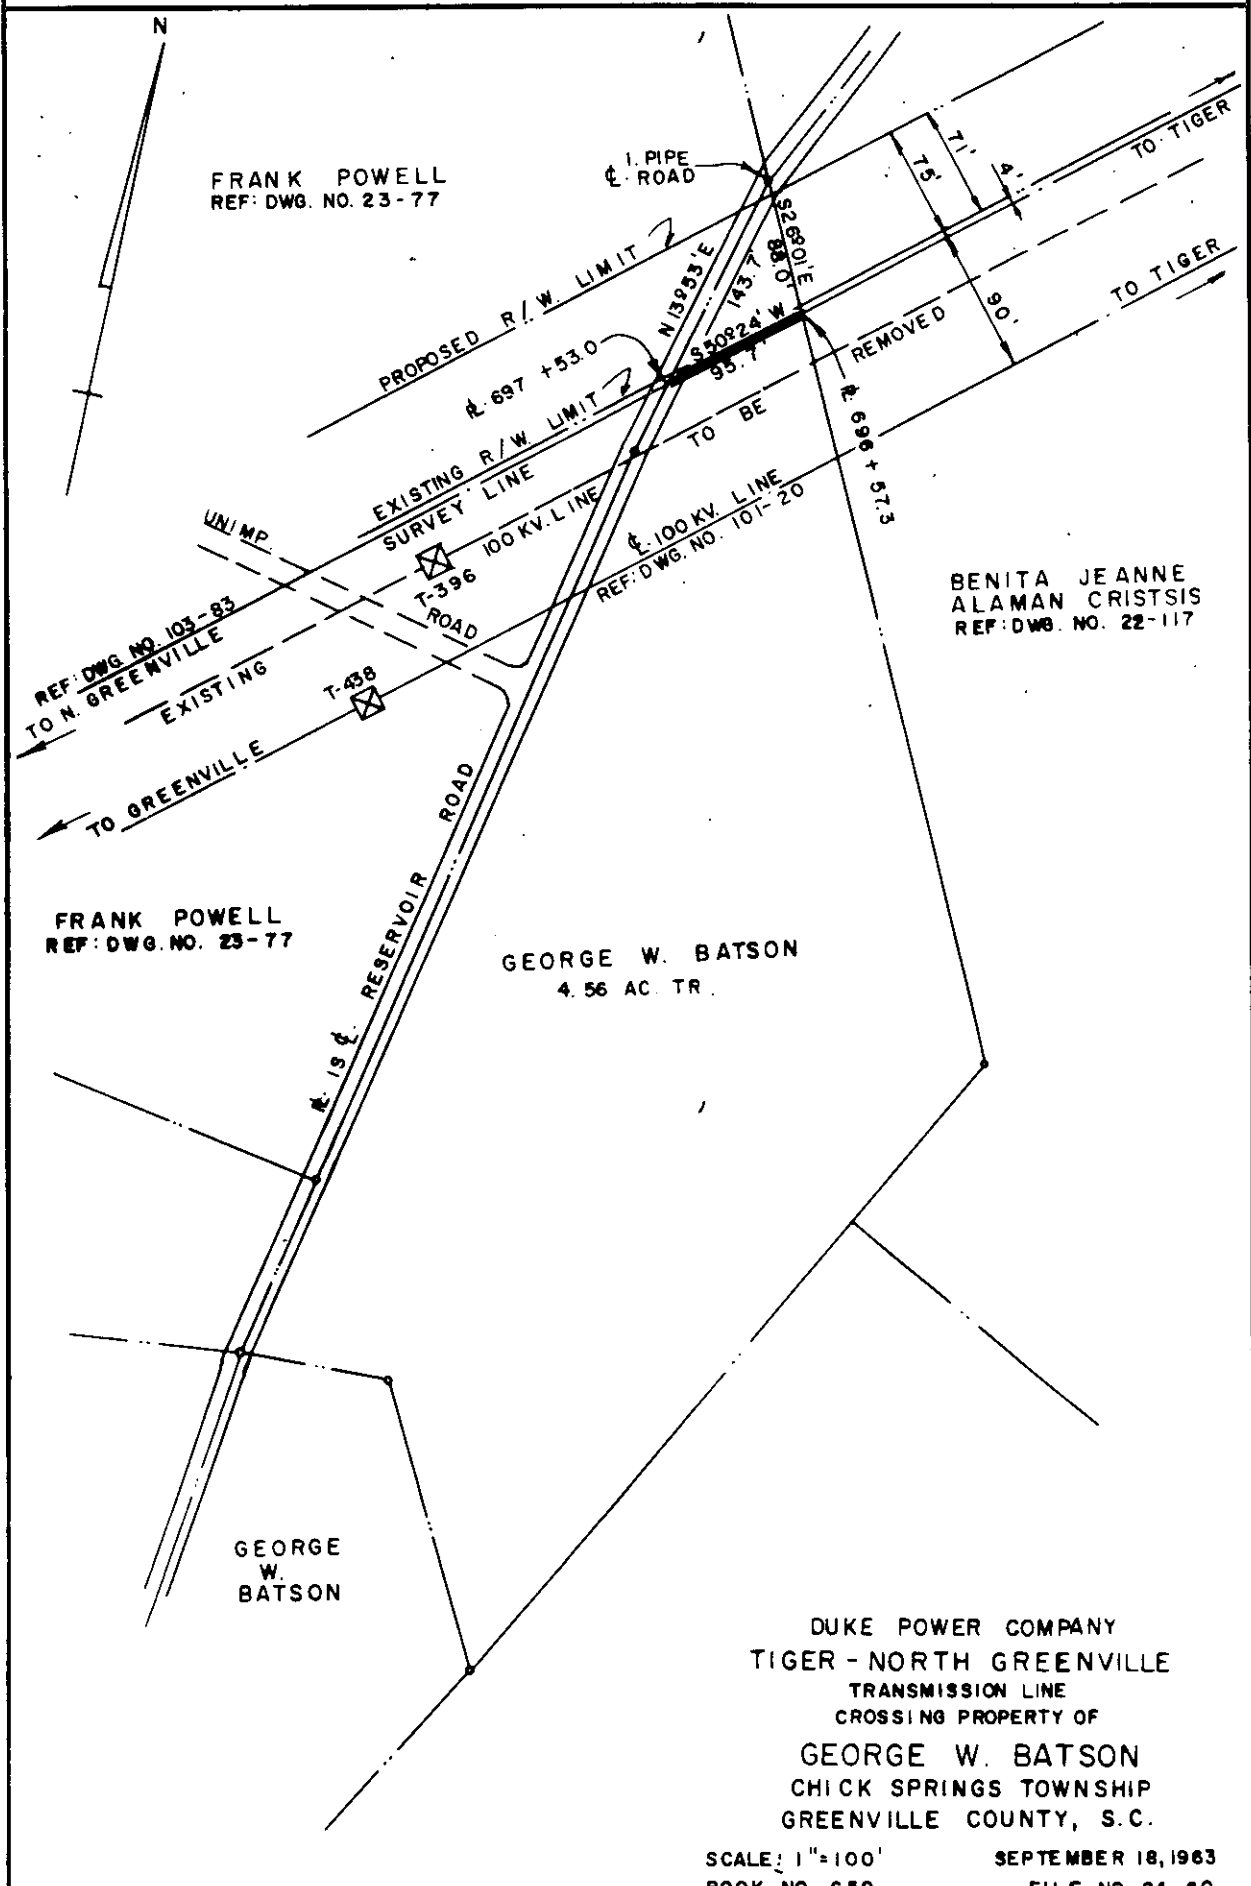 N
FRANK POWELL
REF: DWG. NO. 23-77
I. PIPE
℄ ROAD
71'
75'
4'
TO TIGER
S26°01'E
88.0'
N13°53'E
143.7'
PROPOSED R/W. LIMIT
S50°24'W
95.7'
90'
TO TIGER
REMOVED
TO BE
℄ 697 +53.0
EXISTING R/W. LIMIT
SURVEY LINE
696 + 57.3
UNIMP.
ROAD
100 KV. LINE
T-396
℄ 100 KV. LINE
REF: DWG. NO. 101-20
BENITA JEANNE
ALAMAN CRISTSIS
REF: DWG. NO. 22-117
REF: DWG. NO. 103-83
TO N. GREENVILLE
EXISTING
T-438
TO GREENVILLE
RESERVOIR ROAD
IS ℄
FRANK POWELL
REF: DWG. NO. 23-77
GEORGE W. BATSON
4.56 AC. TR.
GEORGE
W.
BATSON
DUKE POWER COMPANY
TIGER - NORTH GREENVILLE
TRANSMISSION LINE
CROSSING PROPERTY OF
GEORGE W. BATSON
CHICK SPRINGS TOWNSHIP
GREENVILLE COUNTY, S.C.
SCALE: 1"=100' SEPTEMBER 18, 1963
BOOK NO. FILE NO.